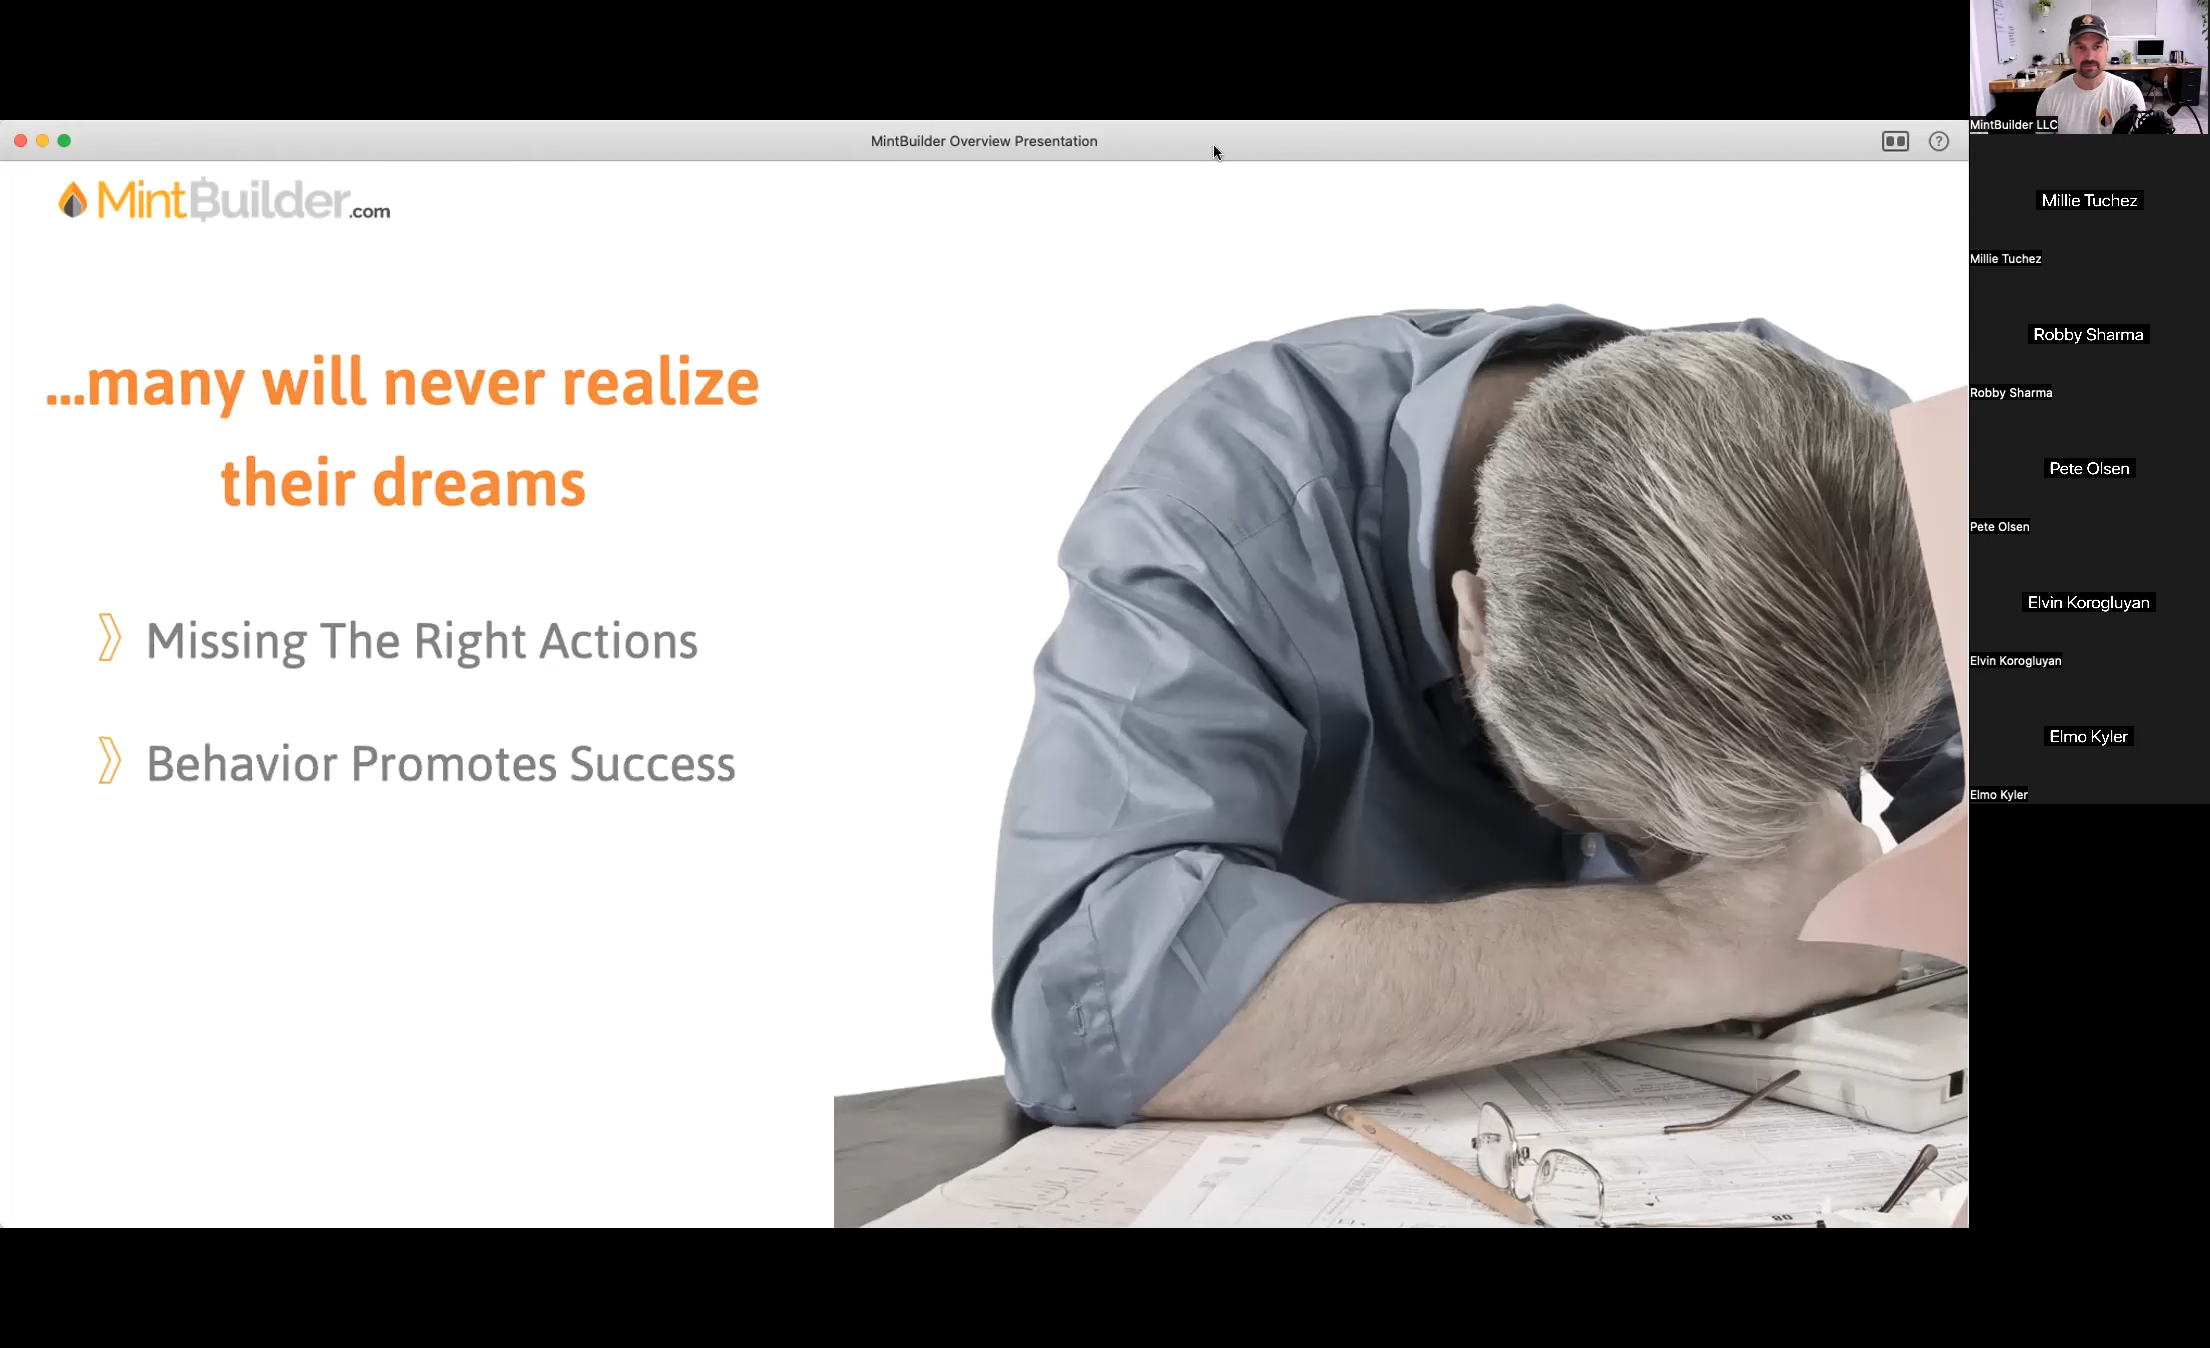 MintBuilder Overview Presentation
?
MintBuilder.com
...many will never realize
their dreams
Missing The Right Actions
Behavior Promotes Success
MintBuilder LLC
Millie Tuchez
Millie Tuchez
Robby Sharma
Robby Sharma
Pete Olsen
Pete Olsen
Elvin Korogluyan
Elvin Korogluyan
Elmo Kyler
Elmo Kyler